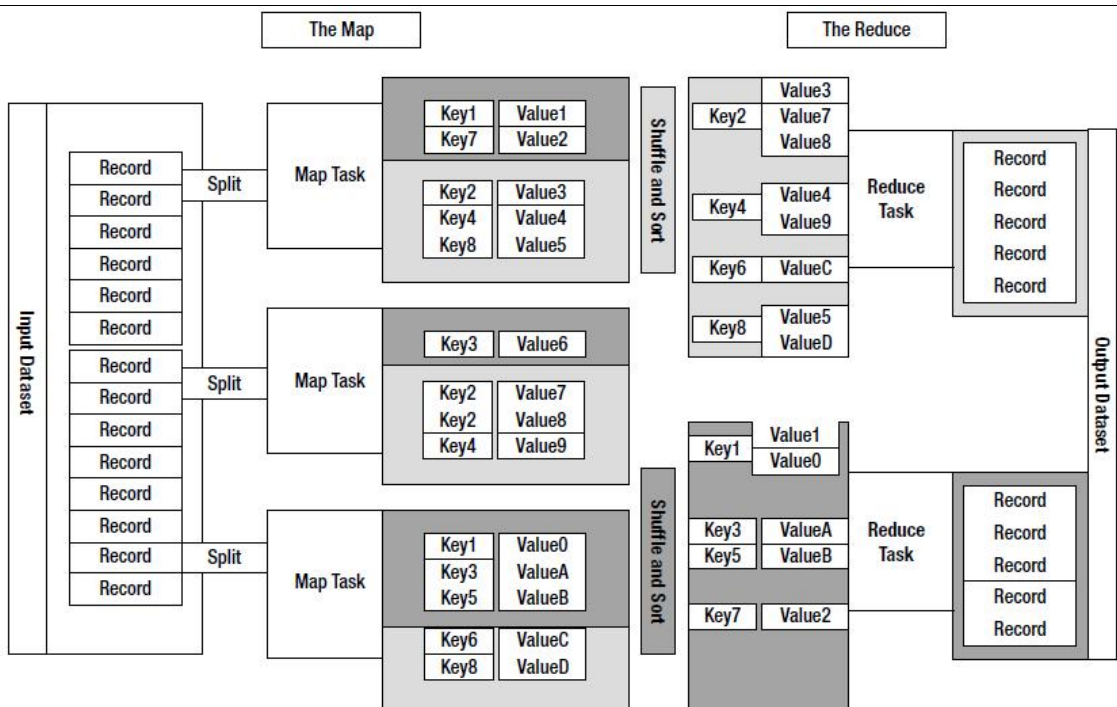 The Map
The Reduce
Input Dataset
Record
Record
Record
Record
Record
Record
Record
Record
Record
Record
Record
Record
Record
Record
Split
Split
Split
Map Task
Key1 Value1
Key7 Value2
Key2 Value3
Key4 Value4
Key8 Value5
Map Task
Key3 Value6
Key2 Value7
Key2 Value8
Key4 Value9
Map Task
Key1 Value0
Key3 ValueA
Key5 ValueB
Key6 ValueC
Key8 ValueD
Shuffle and Sort
Shuffle and Sort
Key2
Value3
Value7
Value8
Key4
Value4
Value9
Key6 ValueC
Key8
Value5
ValueD
Reduce
Task
Record
Record
Record
Record
Record
Key1
Value1
Value0
Key3 ValueA
Key5 ValueB
Key7 Value2
Reduce
Task
Record
Record
Record
Record
Record
Output Dataset